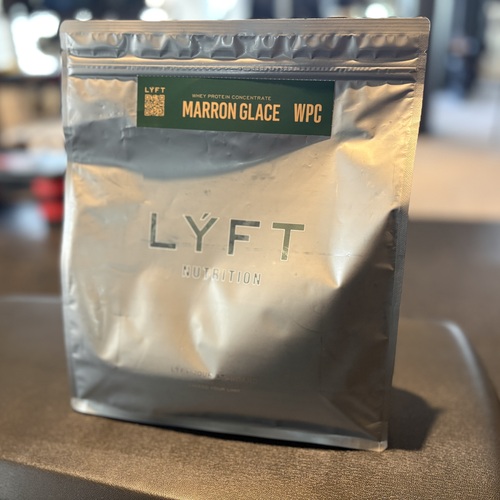 LYFT
WHEY PROTEIN CONCENTRATE
MARRON GLACE WPC
LÝFT
NUTRITION